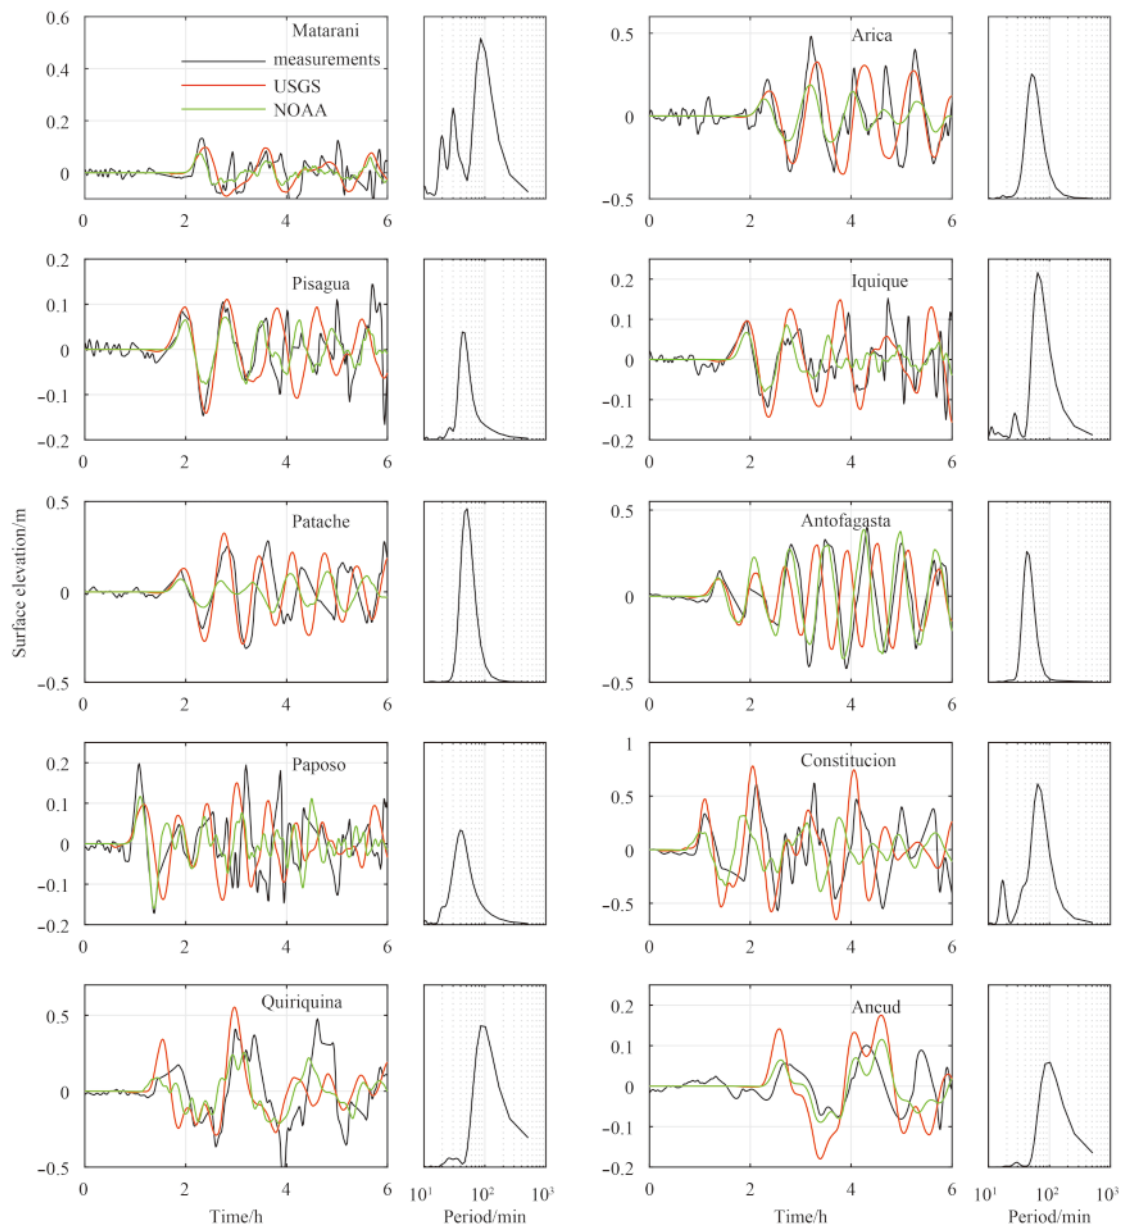 0.6
Matarani
measurements
USGS
NOAA
0.4
0.2
0
0 2 4 6
Arica
0.5
0
−0.5
0 2 4 6
0.2
Pisagua
0.1
0
−0.1
−0.2
0 2 4 6
Iquique
0.2
0.1
0
−0.1
−0.2
0 2 4 6
Surface elevation/m
0.5
Patache
0
−0.5
0 2 4 6
0.5
Antofagasta
0
−0.5
0 2 4 6
0.2
Paposo
0.1
0
−0.1
−0.2
0 2 4 6
1
Constitucion
0.5
0
−0.5
0 2 4 6
Quiriquina
0.5
0
−0.5
0 2 4 6
Time/h
10¹ 10² 10³
Period/min
0.2
Ancud
0.1
0
−0.1
−0.2
0 2 4 6
Time/h
10¹ 10² 10³
Period/min